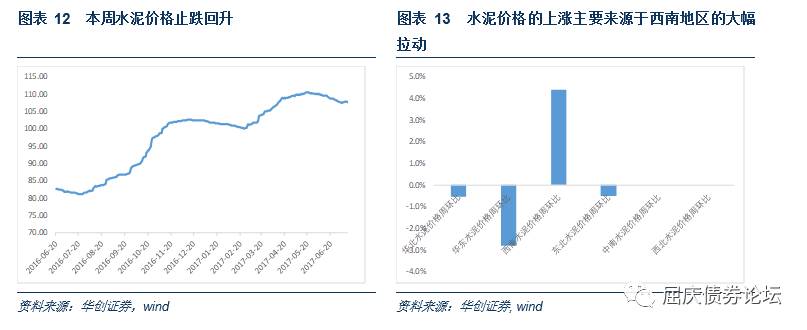 图表 12 本周水泥价格止跌回升
115.00
110.00
105.00
100.00
95.00
90.00
85.00
80.00
75.00
70.00
2016-06-20
2016-07-20
2016-08-20
2016-09-20
2016-10-20
2016-11-20
2016-12-20
2017-01-20
2017-02-20
2017-03-20
2017-04-20
2017-05-20
2017-06-20
资料来源：华创证券，wind
图表 13 水泥价格的上涨主要来源于西南地区的大幅
拉动
5.0%
4.0%
3.0%
2.0%
1.0%
0.0%
-1.0%
-2.0%
-3.0%
-4.0%
华北水泥价格周环比
华东水泥价格周环比
西南水泥价格周环比
东北水泥价格周环比
中南水泥价格周环比
西北水泥价格周环比
资料来源：华创证券, wind
屈庆债券论坛